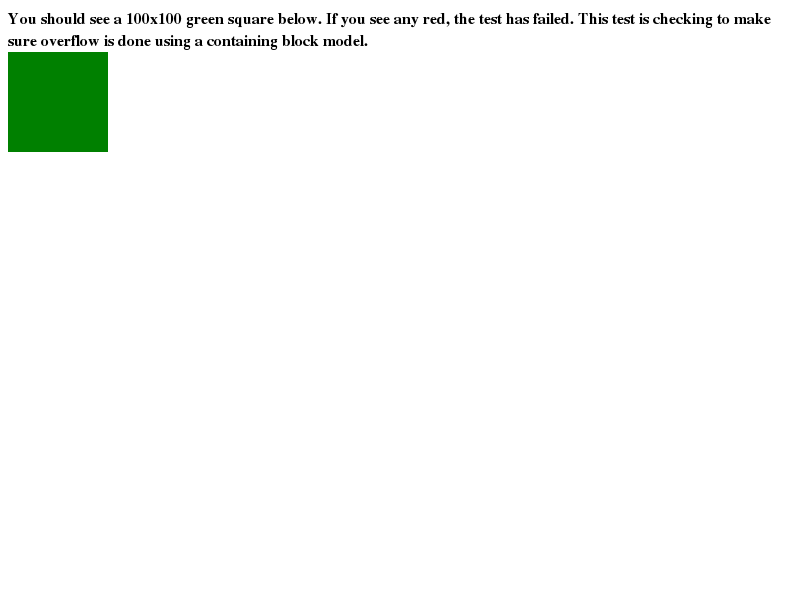 You should see a 100x100 green square below. If you see any red, the test has failed. This test is checking to make
sure overflow is done using a containing block model.